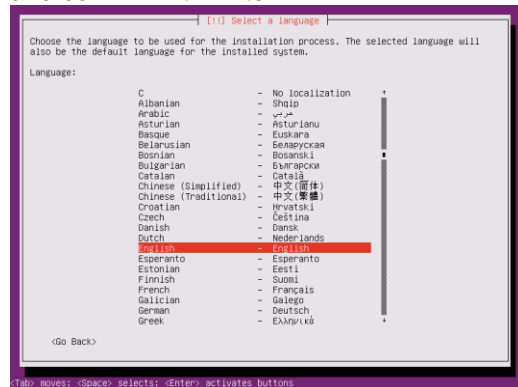 [!!] Select a language
Choose the language to be used for the installation process. The selected language will
also be the default language for the installed system.
Language:
C - No localization
Albanian - Shqip
Arabic - عربي
Asturian - Asturianu
Basque - Euskara
Belarusian - Беларуская
Bosnian - Bosanski
Bulgarian - Български
Catalan - Català
Chinese (Simplified) - 中文(简体)
Chinese (Traditional) - 中文(繁體)
Croatian - Hrvatski
Czech - Čeština
Danish - Dansk
Dutch - Nederlands
English - English
Esperanto - Esperanto
Estonian - Eesti
Finnish - Suomi
French - Français
Galician - Galego
German - Deutsch
Greek - Ελληνικά
<Go Back>
<Tab> moves; <Space> selects; <Enter> activates buttons